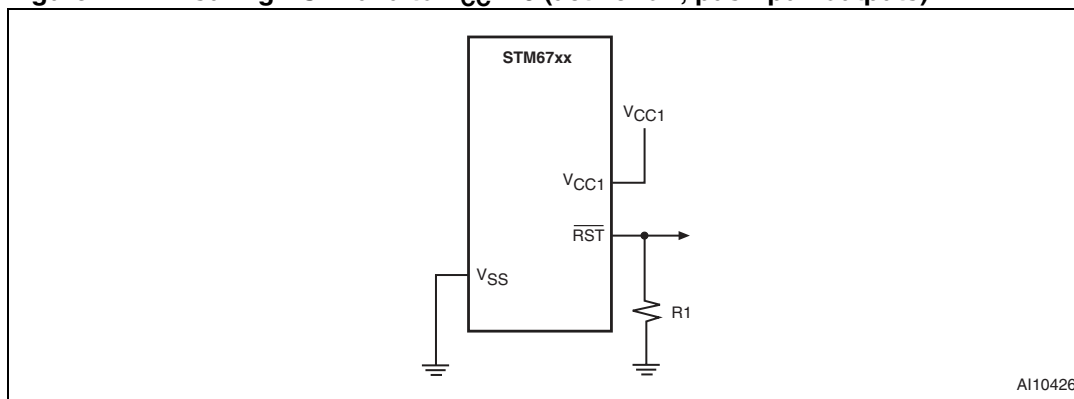 STM67xx
VCC1
VCC1
RST
VSS
R1
AI10426